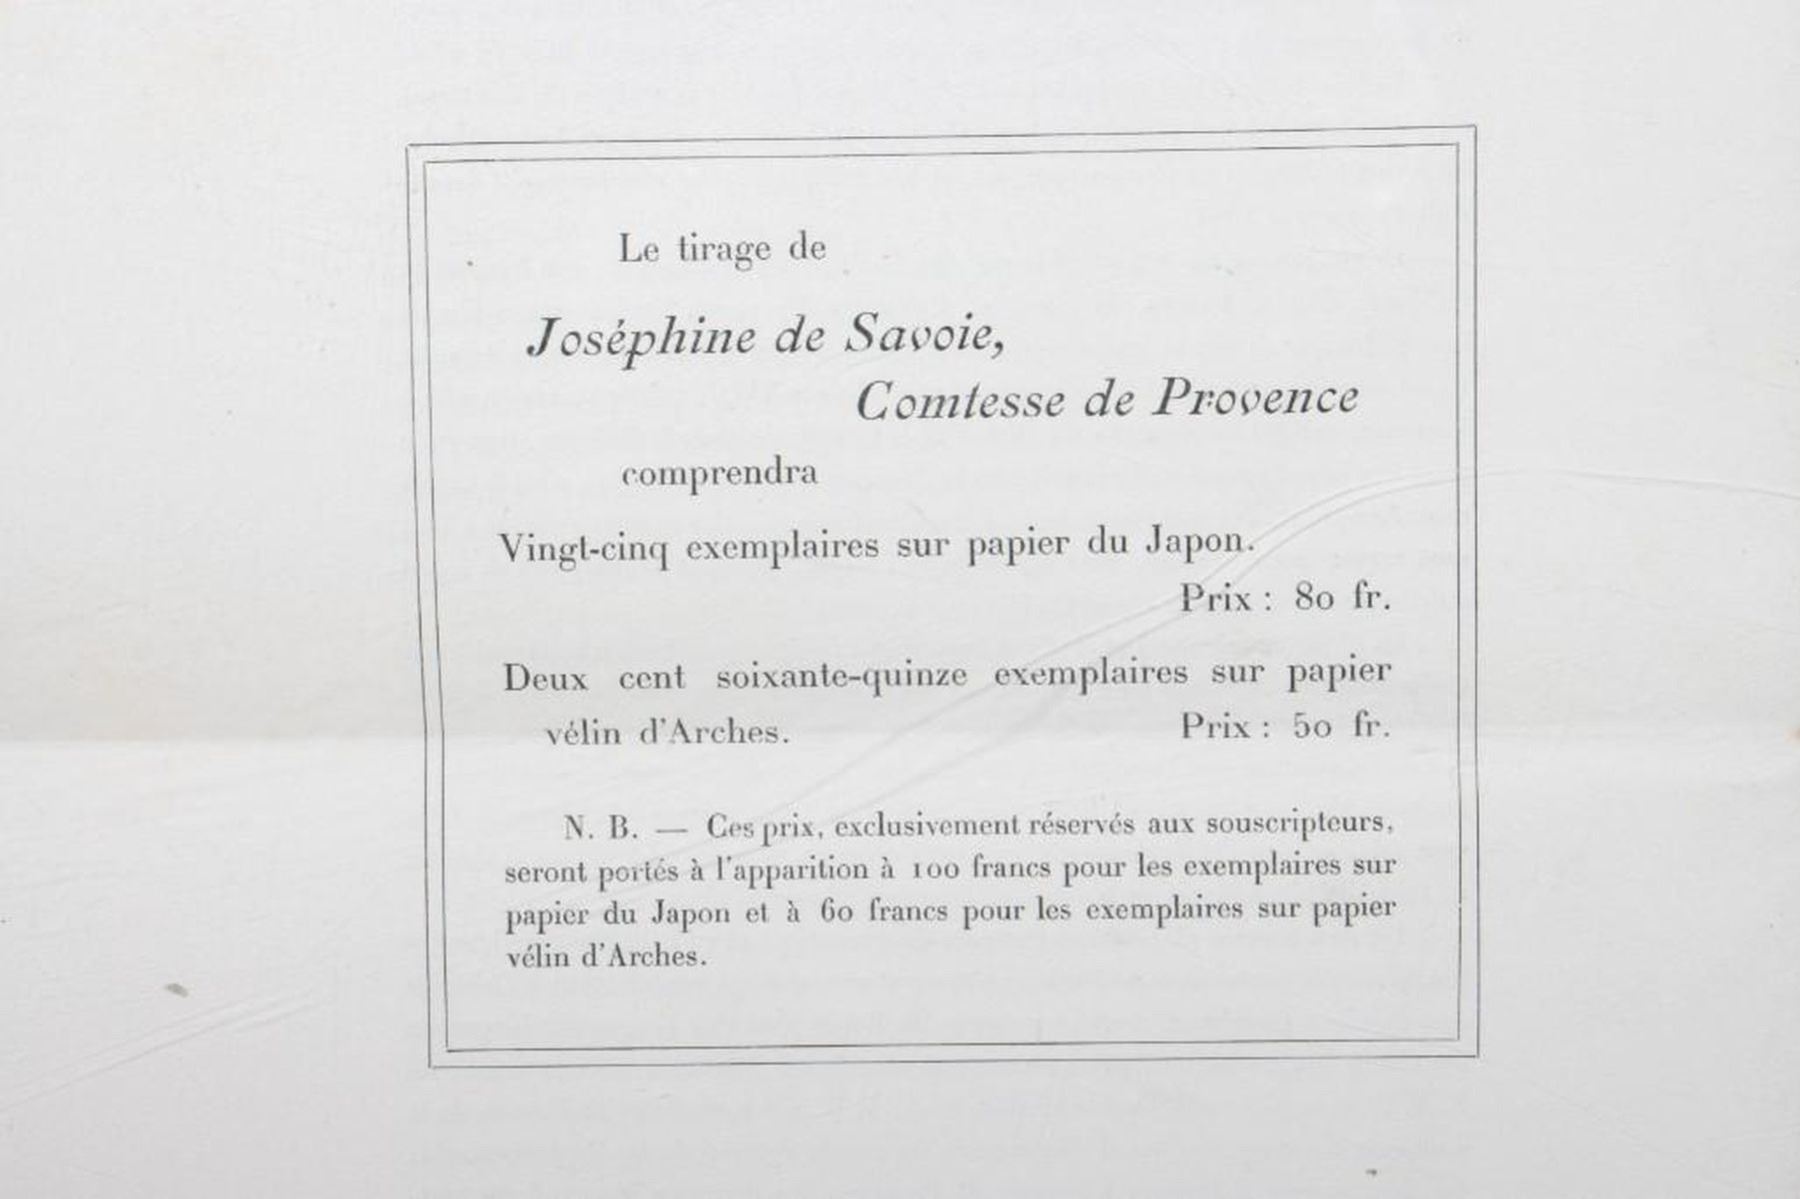 Le tirage de
Joséphine de Savoie,
Comtesse de Provence
comprendra
Vingt-cinq exemplaires sur papier du Japon.
Prix : 80 fr.
Deux cent soixante-quinze exemplaires sur papier
vélin d'Arches. Prix : 50 fr.
N. B. — Ces prix, exclusivement réservés aux souscripteurs,
seront portés à l'apparition à 100 francs pour les exemplaires sur
papier du Japon et à 60 francs pour les exemplaires sur papier
vélin d'Arches.